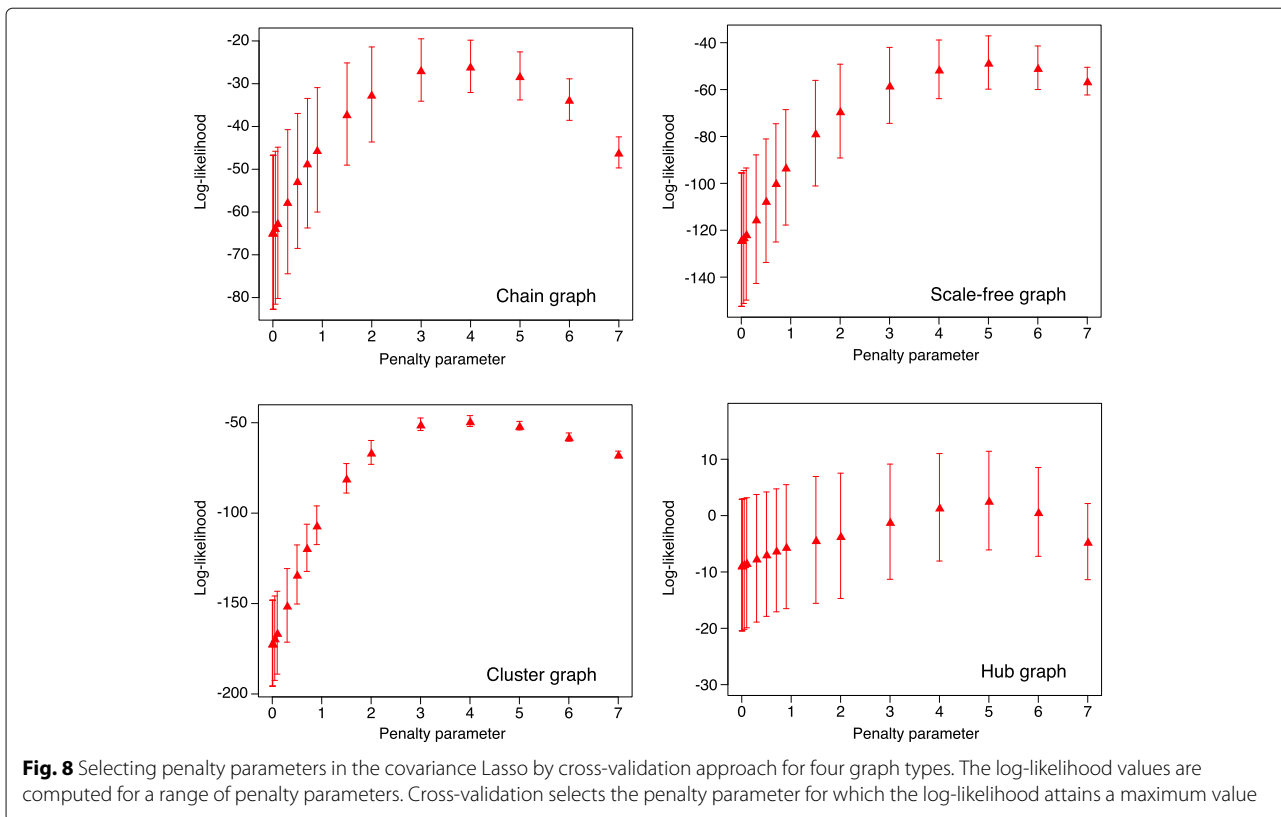 -20
-30
-40
-50
-60
-70
-80
Log-likelihood
Chain graph
0 1 2 3 4 5 6 7
Penalty parameter
-40
-60
-80
-100
-120
-140
Log-likelihood
Scale-free graph
0 1 2 3 4 5 6 7
Penalty parameter
-50
-100
-150
-200
Log-likelihood
Cluster graph
0 1 2 3 4 5 6 7
Penalty parameter
10
0
-10
-20
-30
Log-likelihood
Hub graph
0 1 2 3 4 5 6 7
Penalty parameter
Fig. 8 Selecting penalty parameters in the covariance Lasso by cross-validation approach for four graph types. The log-likelihood values are
computed for a range of penalty parameters. Cross-validation selects the penalty parameter for which the log-likelihood attains a maximum value